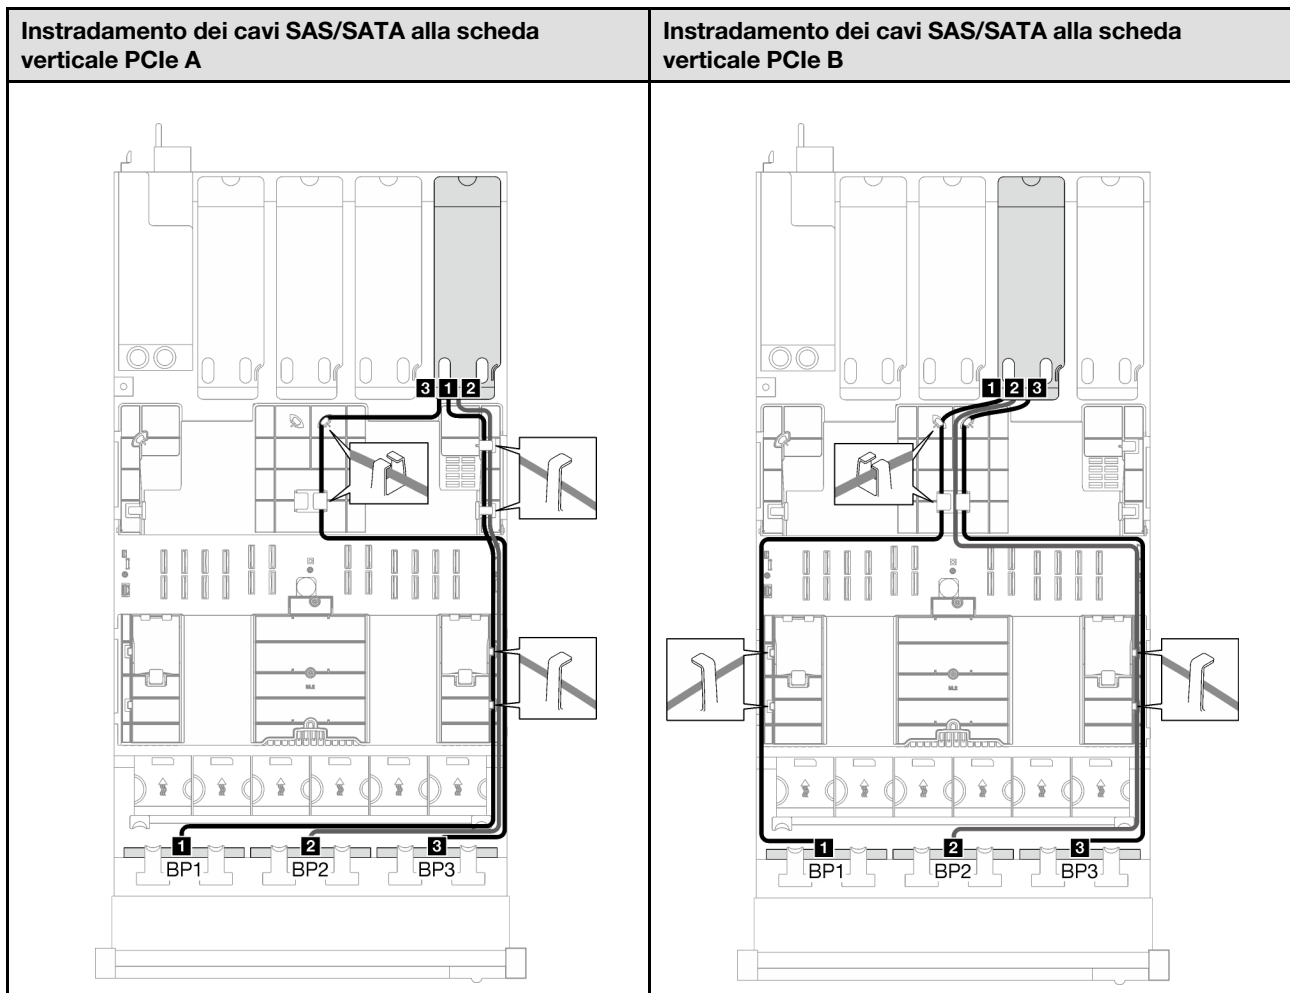 Instradamento dei cavi SAS/SATA alla scheda
verticale PCIe A
Instradamento dei cavi SAS/SATA alla scheda
verticale PCIe B
3 1 2
1 2 3
1 2 3
BP1 BP2 BP3
1 2 3
BP1 BP2 BP3